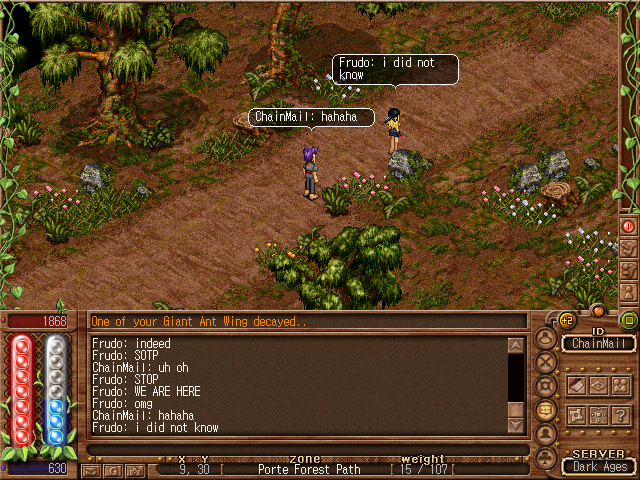 Frudo: i did not
know
ChainMail: hahaha
1868
One of your Giant Ant Wing decayed..
+2
ID
ChainMail
Frudo: indeed
Frudo: SOTP
ChainMail: uh oh
Frudo: STOP
Frudo: WE ARE HERE
Frudo: omg
ChainMail: hahaha
Frudo: i did not know
?
X Y zone weight
630 9, 30 Porte Forest Path 15 / 107
SERVER
Dark Ages